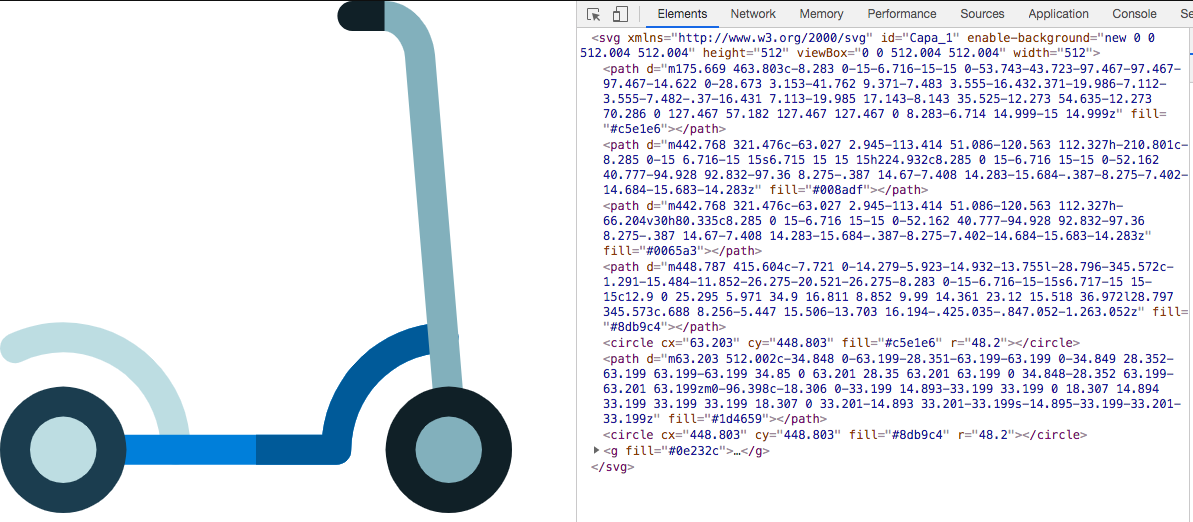 Elements Network Memory Performance Sources Application Console Se
<svg xmlns="http://www.w3.org/2000/svg" id="Capa_1" enable-background="new 0 0
512.004 512.004" height="512" viewBox="0 0 512.004 512.004" width="512">
<path d="m175.669 463.803c-8.283 0-15-6.716-15-15 0-53.743-43.723-97.467-97.467-
97.467-14.622 0-28.673 3.153-41.762 9.371-7.483 3.555-16.432.371-19.986-7.112-
3.555-7.482-.37-16.431 7.113-19.985 17.143-8.143 35.525-12.273 54.635-12.273
70.286 0 127.467 57.182 127.467 127.467 0 8.283-6.714 14.999-15 14.999z" fill=
"#c5e1e6"></path>
<path d="m442.768 321.476c-63.027 2.945-113.414 51.086-120.563 112.327h-210.801c-
8.285 0-15 6.716-15 15s6.715 15 15 15h224.932c8.285 0 15-6.716 15-15 0-52.162
40.777-94.928 92.832-97.36 8.275-.387 14.67-7.408 14.283-15.684-.387-8.275-7.402-
14.684-15.683-14.283z" fill="#008adf"></path>
<path d="m442.768 321.476c-63.027 2.945-113.414 51.086-120.563 112.327h-
66.204v30h80.335c8.285 0 15-6.716 15-15 0-52.162 40.777-94.928 92.832-97.36
8.275-.387 14.67-7.408 14.283-15.684-.387-8.275-7.402-14.684-15.683-14.283z"
fill="#0065a3"></path>
<path d="m448.787 415.604c-7.721 0-14.279-5.923-14.932-13.755l-28.796-345.572c-
1.291-15.484-11.852-26.275-20.521-26.275-8.283 0-15-6.716-15-15s6.717-15 15-
15c12.9 0 25.295 5.971 34.9 16.811 8.852 9.99 14.361 23.12 15.518 36.972l28.797
345.573c.688 8.256-5.447 15.506-13.703 16.194-.425.035-.847.052-1.263.052z" fill=
"#8db9c4"></path>
<circle cx="63.203" cy="448.803" fill="#c5e1e6" r="48.2"></circle>
<path d="m63.203 512.002c-34.848 0-63.199-28.351-63.199-63.199 0-34.849 28.352-
63.199 63.199-63.199 34.85 0 63.201 28.35 63.201 63.199 0 34.848-28.352 63.199-
63.201 63.199zm0-96.398c-18.306 0-33.199 14.893-33.199 33.199 0 18.307 14.894
33.199 33.199 33.199 18.307 0 33.201-14.893 33.201-33.199s-14.895-33.199-33.201-
33.199z" fill="#1d4659"></path>
<circle cx="448.803" cy="448.803" fill="#8db9c4" r="48.2"></circle>
<g fill="#0e232c">…</g>
</svg>